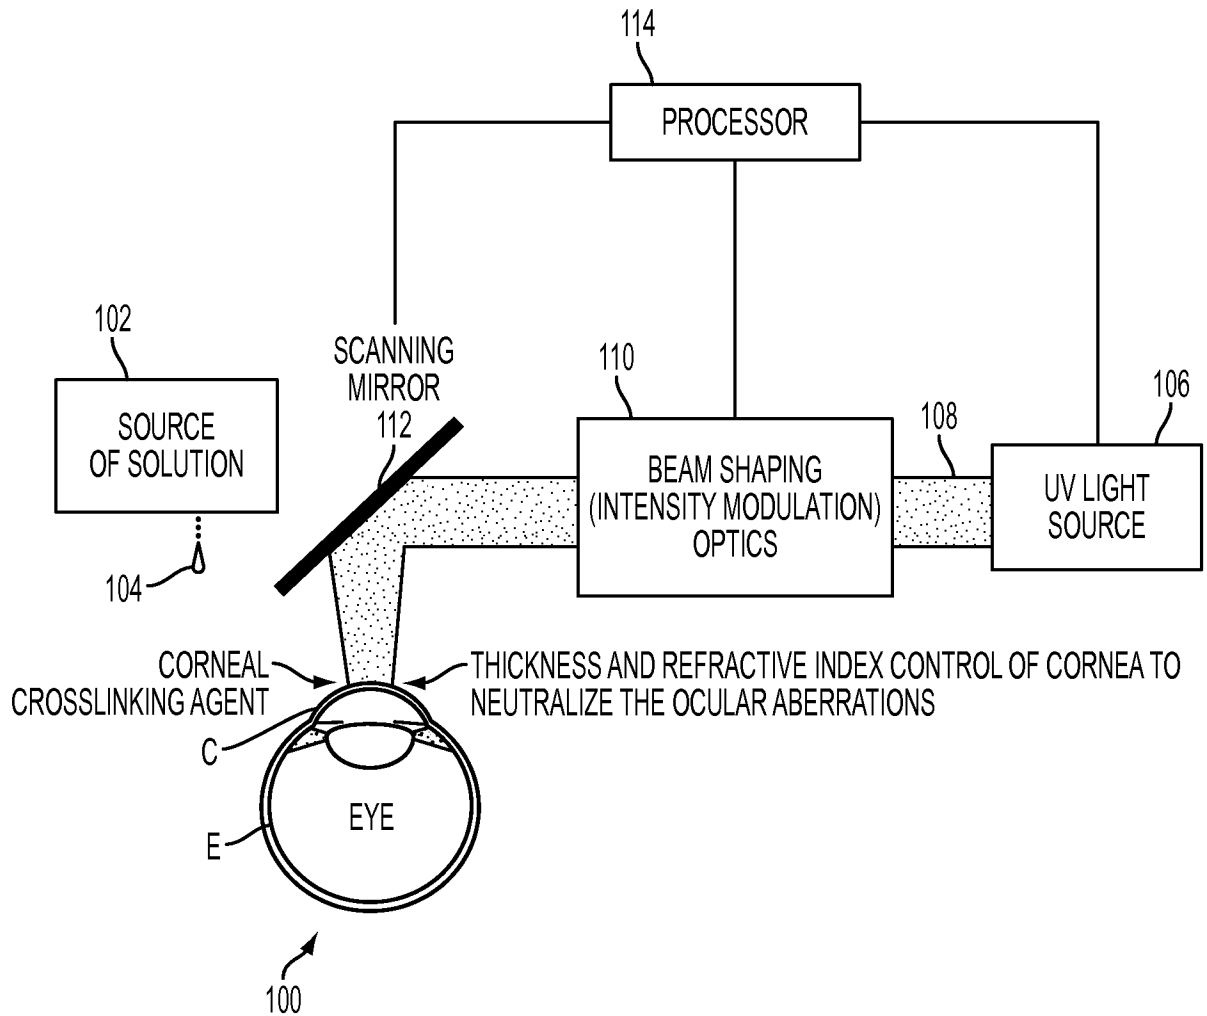 114
PROCESSOR
102
SOURCE
OF SOLUTION
104
SCANNING
MIRROR
112
110
BEAM SHAPING
(INTENSITY MODULATION)
OPTICS
108
106
UV LIGHT
SOURCE
CORNEAL
CROSSLINKING AGENT
THICKNESS AND REFRACTIVE INDEX CONTROL OF CORNEA TO
NEUTRALIZE THE OCULAR ABERRATIONS
C
EYE
E
100